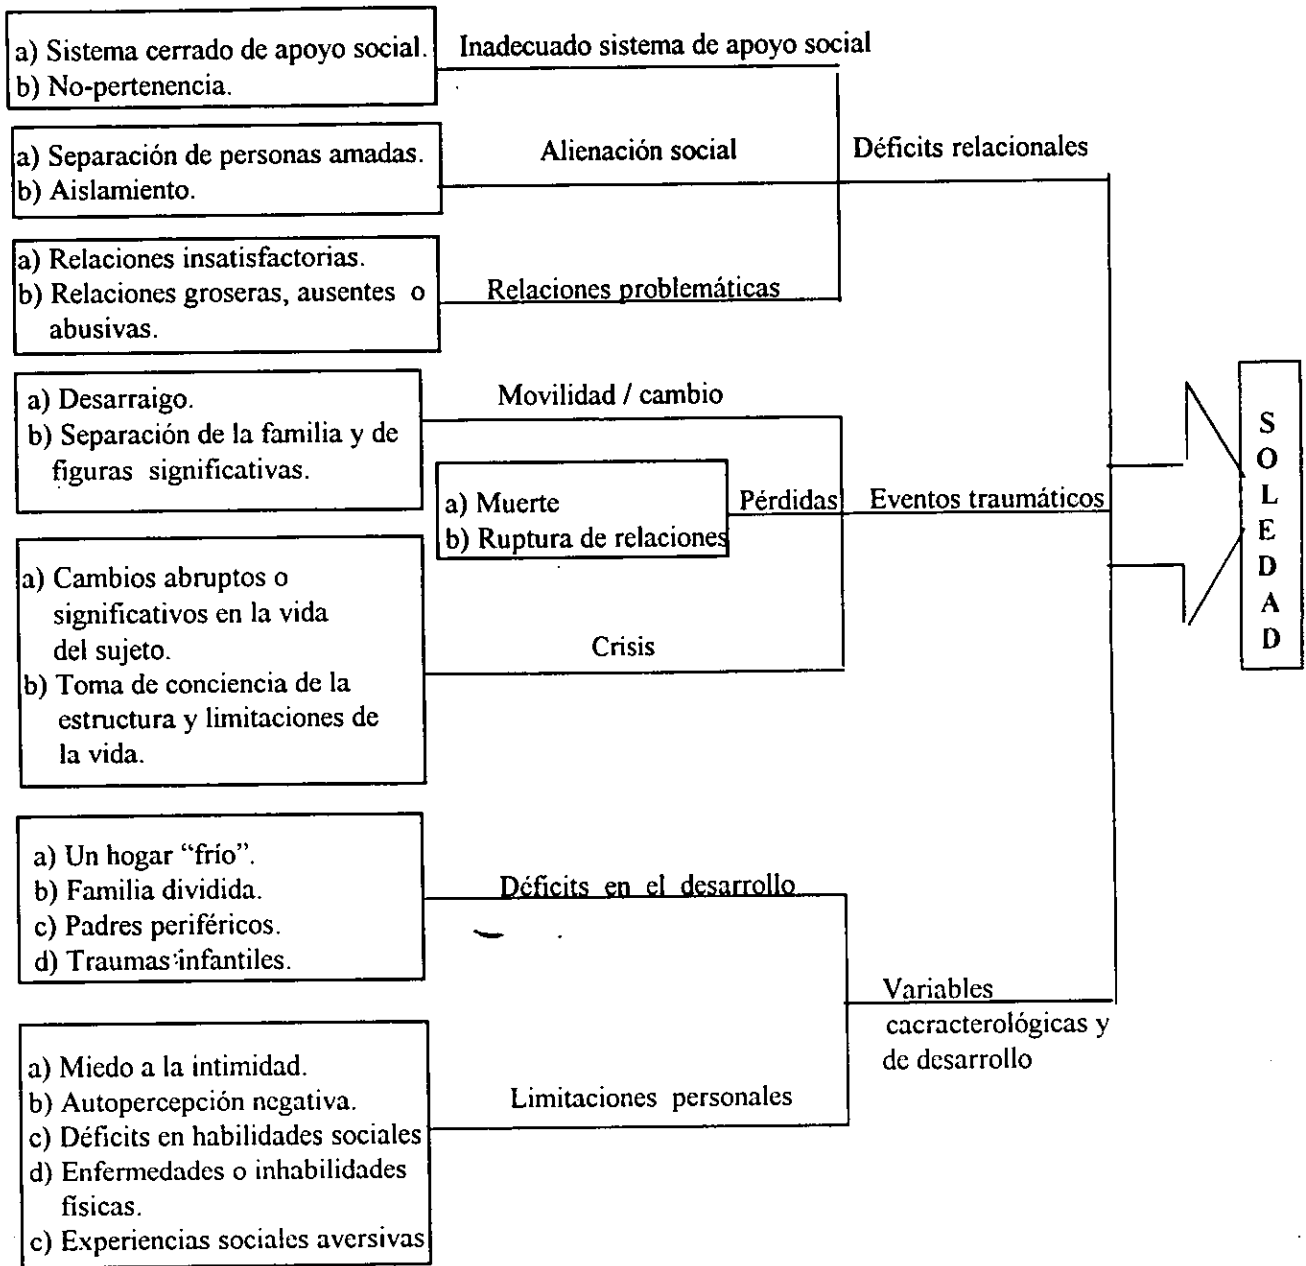 a) Sistema cerrado de apoyo social.
b) No-pertenencia.
Inadecuado sistema de apoyo social
a) Separación de personas amadas.
b) Aislamiento.
Alienación social
Déficits relacionales
a) Relaciones insatisfactorias.
b) Relaciones groseras, ausentes o
abusivas.
Relaciones problemáticas
a) Desarraigo.
b) Separación de la familia y de
figuras significativas.
Movilidad / cambio
a) Muerte
b) Ruptura de relaciones
Pérdidas
Eventos traumáticos
a) Cambios abruptos o
significativos en la vida
del sujeto.
b) Toma de conciencia de la
estructura y limitaciones de
la vida.
Crisis
a) Un hogar “frío”.
b) Familia dividida.
c) Padres periféricos.
d) Traumas infantiles.
Déficits en el desarrollo
Variables
cacracterológicas y
de desarrollo
a) Miedo a la intimidad.
b) Autopercepción negativa.
c) Déficits en habilidades sociales
d) Enfermedades o inhabilidades
físicas.
c) Experiencias sociales aversivas
Limitaciones personales
S
O
L
E
D
A
D